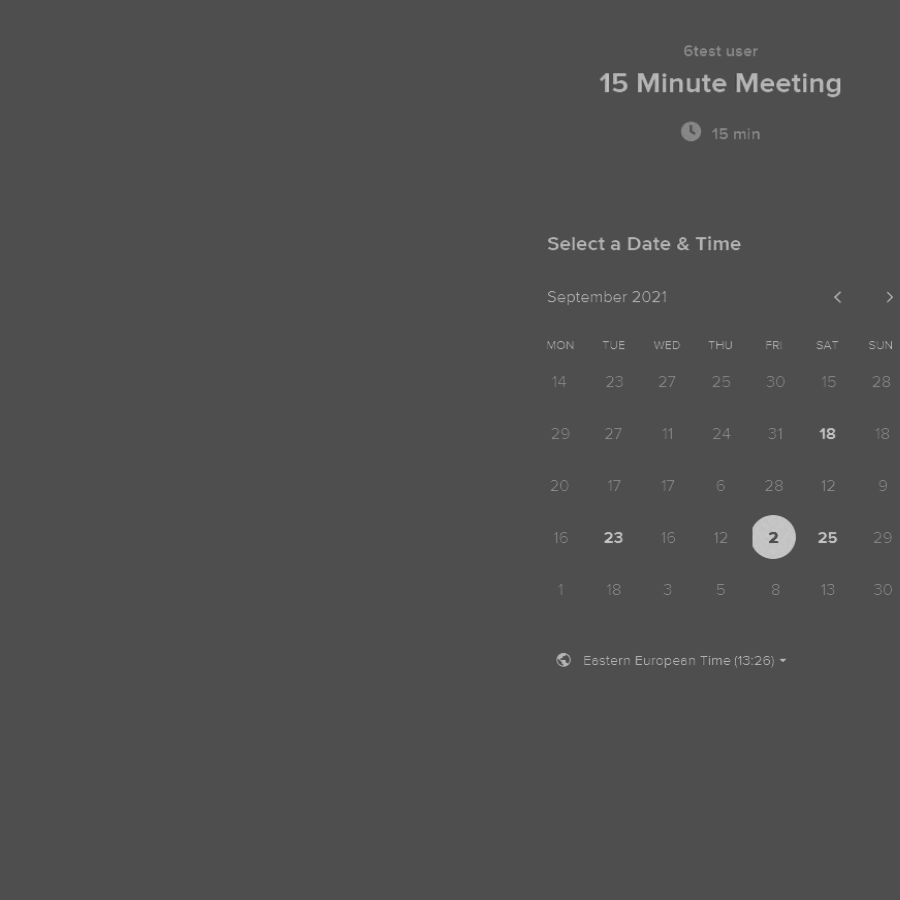 6test user
15 Minute Meeting
15 min
Select a Date & Time
September 2021
MON TUE WED THU FRI SAT SUN
14 23 27 25 30 15 28
29 27 11 24 31 18 18
20 17 17 6 28 12 9
16 23 16 12 2 25 29
1 18 3 5 8 13 30
Eastern European Time (13:26)